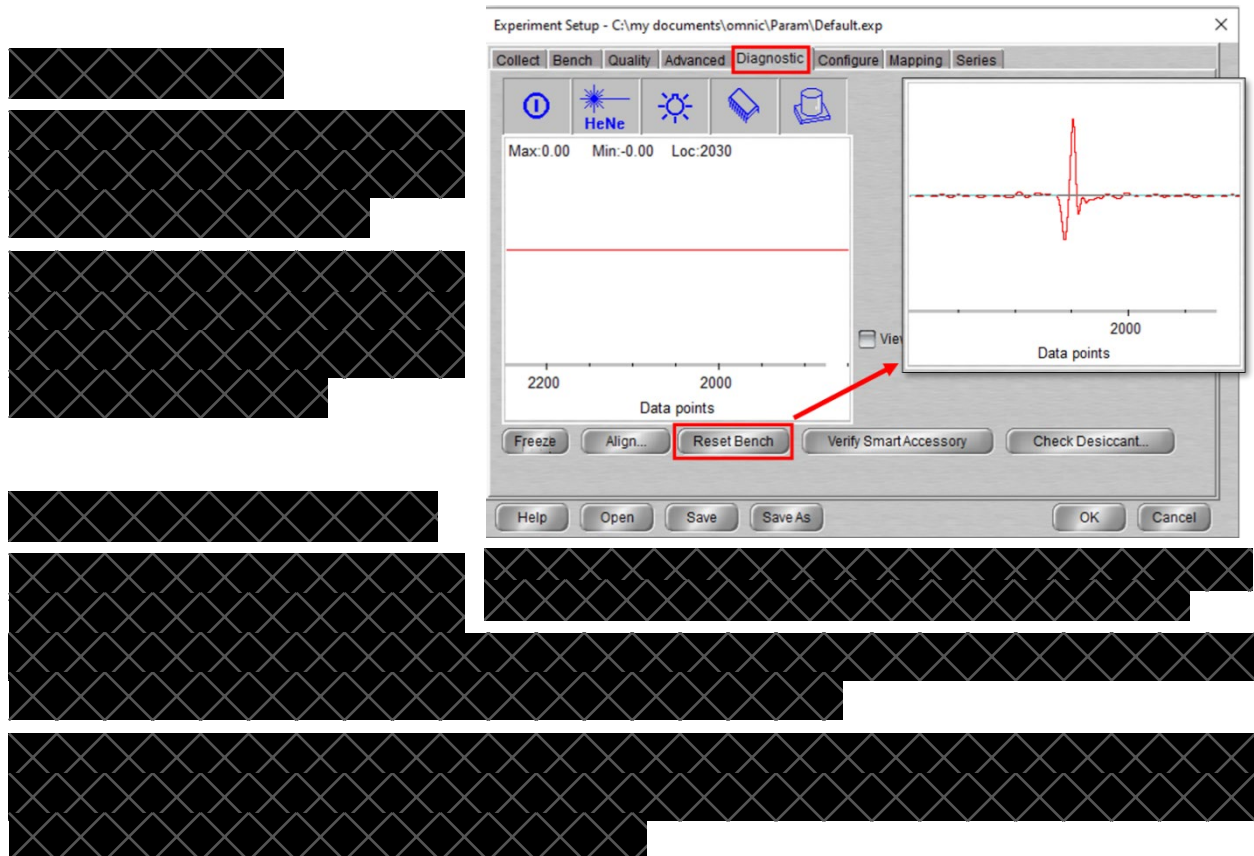 Experiment Setup - C:\my documents\omnic\Param\Default.exp
Collect Bench Quality Advanced Diagnostic Configure Mapping Series
HeNe
Max:0.00 Min:-0.00 Loc:2030
2200 2000
Data points
2000
Data points
Freeze Align... Reset Bench Verify Smart Accessory Check Desiccant...
Help Open Save Save As OK Cancel